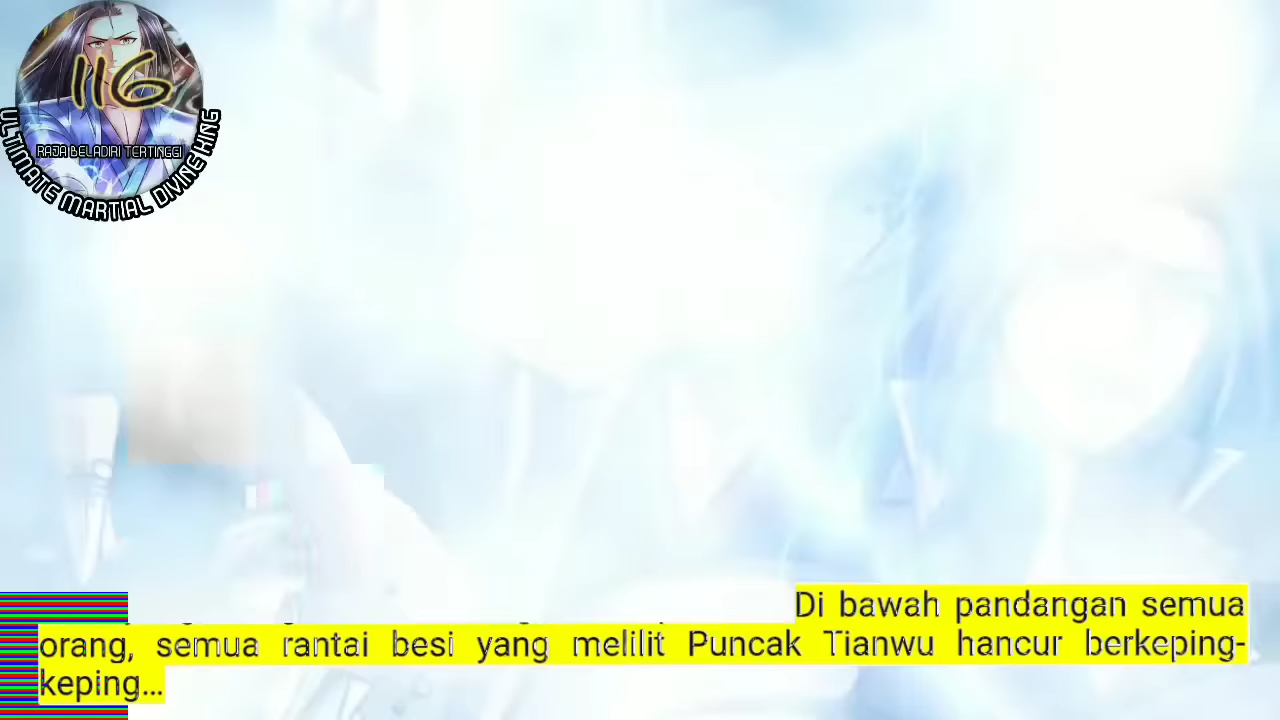 116
RAJA BELADIRI TERTINGGI
ULTIMATE MARTIAL DIVINE KING
Di bawah pandangan semua
orang, semua rantai besi yang melilit Puncak Tianwu hancur berkeping-
keping...